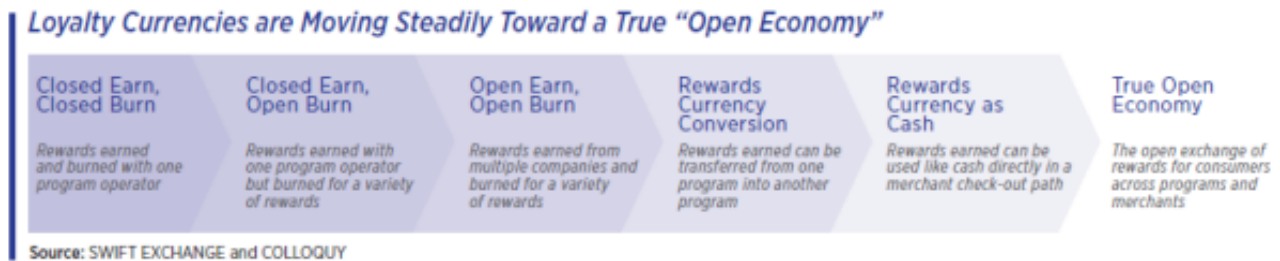 Loyalty Currencies are Moving Steadily Toward a True “Open Economy”
Closed Earn,
Closed Burn
Rewards earned
and burned with one
program operator
Closed Earn,
Open Burn
Rewards earned with
one program operator
but burned for a variety
of rewards
Open Earn,
Open Burn
Rewards earned from
multiple companies and
burned for a variety
of rewards
Rewards
Currency
Conversion
Rewards earned can be
transferred from one
program into another
program
Rewards
Currency as
Cash
Rewards earned can be
used like cash directly in a
merchant check-out path
True Open
Economy
The open exchange of
rewards for consumers
across programs and
merchants
Source: SWIFT EXCHANGE and COLLOQUY